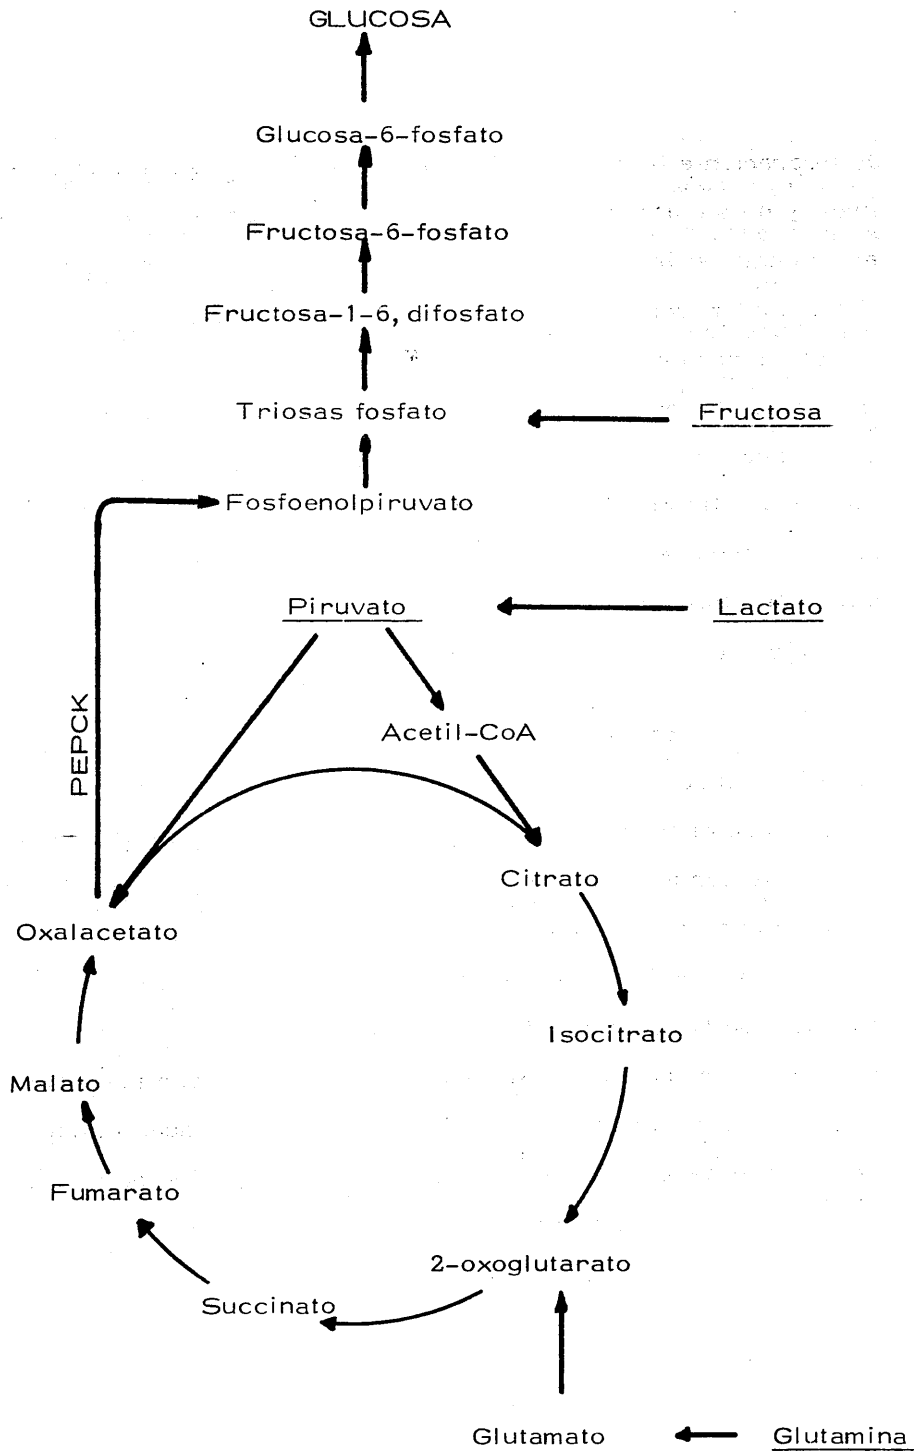 GLUCOSA
Glucosa-6-fosfato
Fructosa-6-fosfato
Fructosa-1-6, difosfato
Triosas fosfato
Fructosa
Fosfoenolpiruvato
Piruvato
Lactato
PEPCK
Acetil-CoA
Citrato
Oxalacetato
Isocitrato
Malato
Fumarato
2-oxoglutarato
Succinato
Glutamato
Glutamina